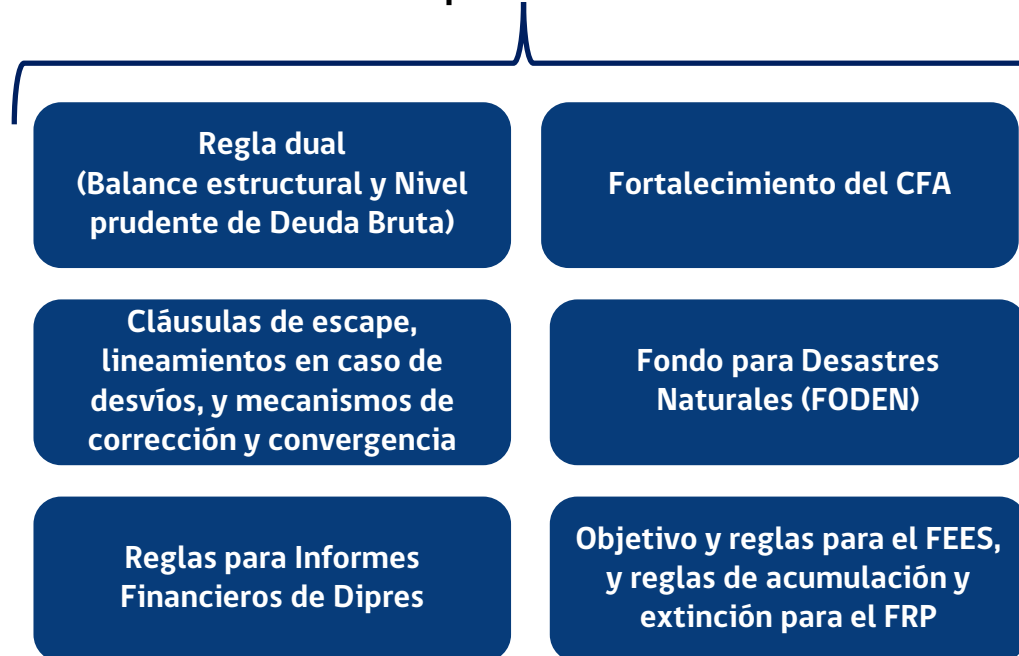 Regla dual
(Balance estructural y Nivel
prudente de Deuda Bruta)
Fortalecimiento del CFA
Cláusulas de escape,
lineamientos en caso de
desvíos, y mecanismos de
corrección y convergencia
Fondo para Desastres
Naturales (FODEN)
Reglas para Informes
Financieros de Dipres
Objetivo y reglas para el FEES,
y reglas de acumulación y
extinción para el FRP